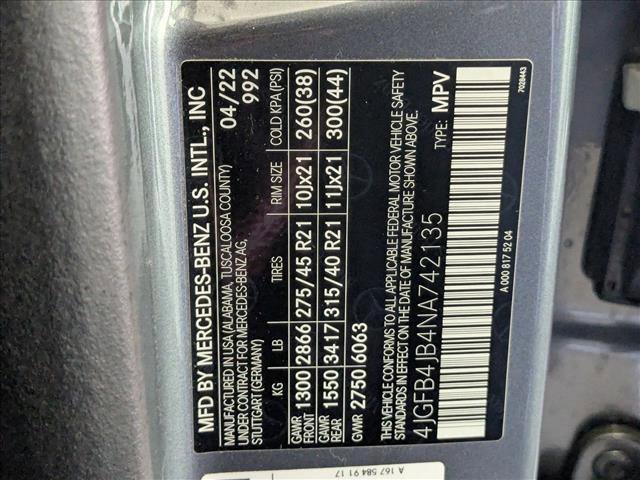 MFD BY MERCEDES-BENZ U.S. INTL., INC
MANUFACTURED IN USA (ALABAMA, TUSCALOOSA COUNTY)
UNDER CONTRACT FOR MERCEDES-BENZ AG,
STUTTGART (GERMANY)
04/22
992
KG LB TIRES RIM SIZE COLD KPA(PSI)
GAWR FRONT 1300 2866 275/45 R21 10Jx21 260(38)
GAWR REAR 1550 3417 315/40 R21 11Jx21 300(44)
GVWR 2750 6063
THIS VEHICLE CONFORMS TO ALL APPLICABLE FEDERAL MOTOR VEHICLE SAFETY
STANDARDS IN EFFECT ON THE DATE OF MANUFACTURE SHOWN ABOVE.
4JGFB4JB4NA742135 TYPE: MPV
A 000 817 52 04
7028443
A 167 584 91 17